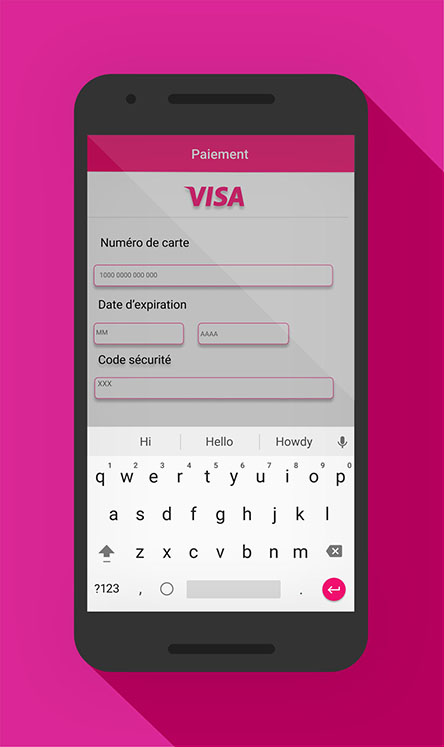 Paiement
VISA
Numéro de carte
1000 0000 000 000
Date d'expiration
MM AAAA
Code sécurité
XXX
Hi Hello Howdy
1 2 3 4 5 6 7 8 9 0
q w e r t y u i o p
a s d f g h j k l
z x c v b n m
?123 , .